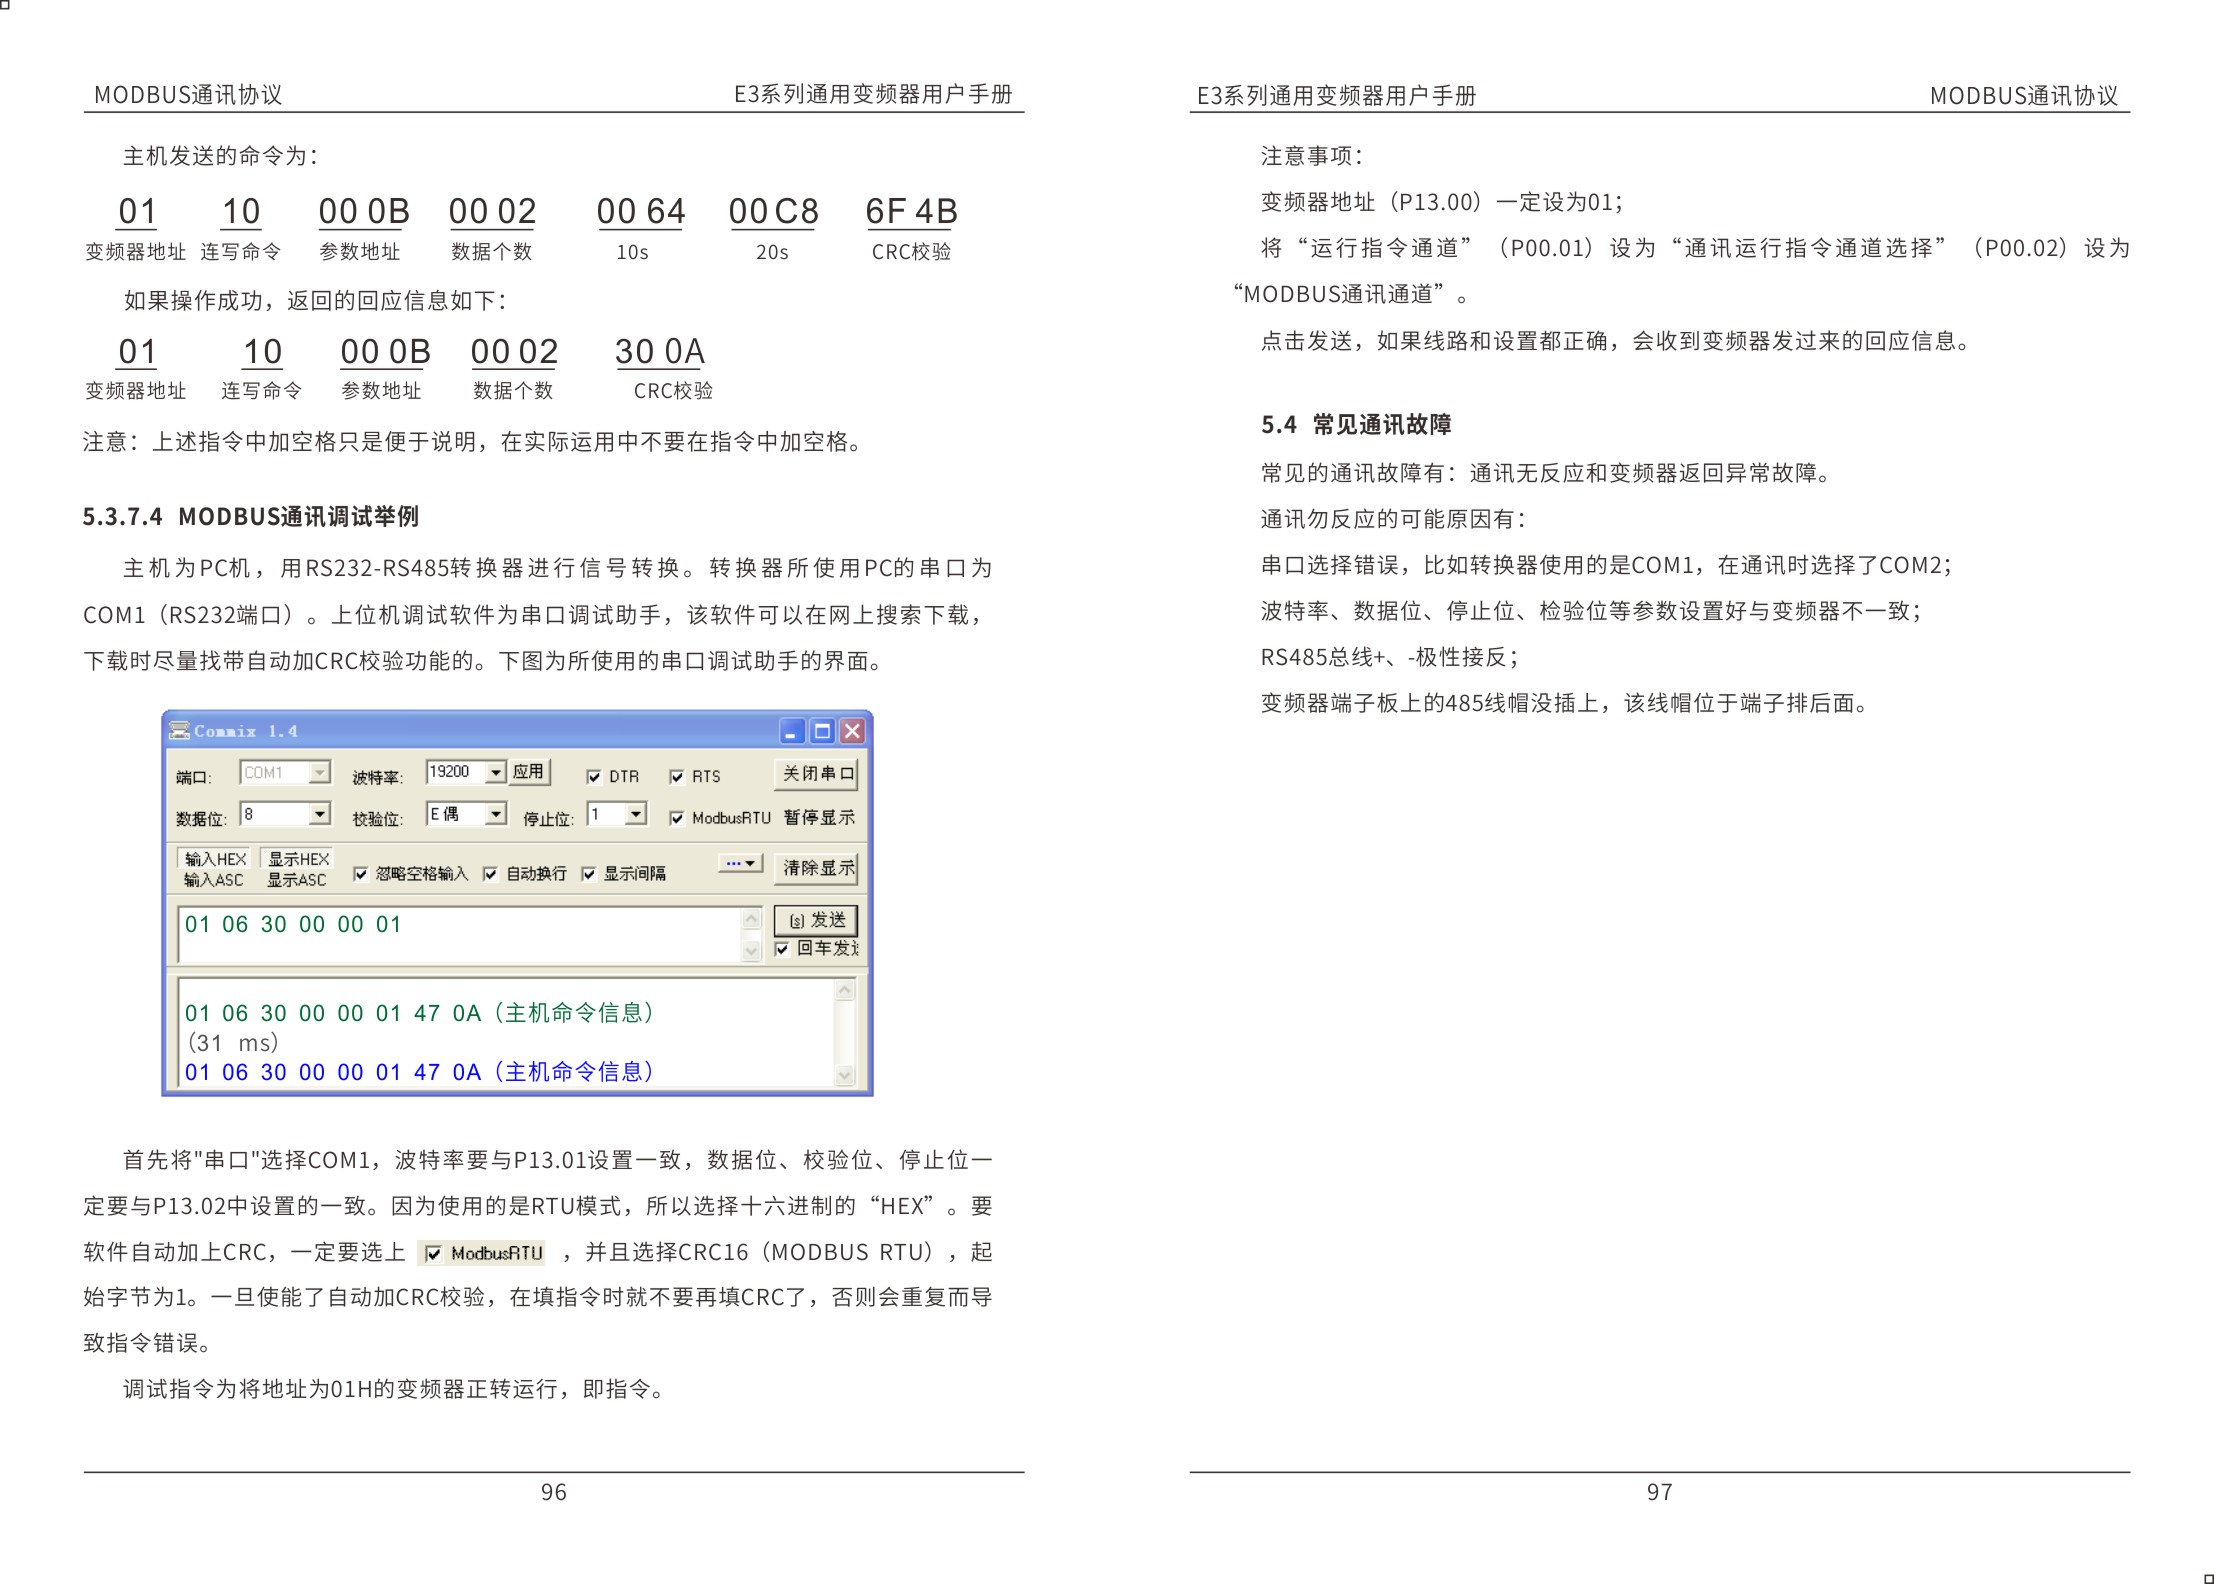 MODBUS通讯协议 E3系列通用变频器用户手册
主机发送的命令为：
01 10 00 0B 00 02 00 64 00 C8 6F 4B
变频器地址 连写命令 参数地址 数据个数 10s 20s CRC校验
如果操作成功，返回的回应信息如下：
01 10 00 0B 00 02 30 0A
变频器地址 连写命令 参数地址 数据个数 CRC校验
注意：上述指令中加空格只是便于说明，在实际运用中不要在指令中加空格。
5.3.7.4 MODBUS通讯调试举例
主机为PC机，用RS232-RS485转换器进行信号转换。转换器所使用PC的串口为
COM1（RS232端口）。上位机调试软件为串口调试助手，该软件可以在网上搜索下载，
下载时尽量找带自动加CRC校验功能的。下图为所使用的串口调试助手的界面。
Commix 1.4
端口: COM1 波特率: 19200 应用 DTR RTS 关闭串口
数据位: 8 校验位: E 偶 停止位: 1 ModbusRTU 暂停显示
输入HEX 显示HEX
输入ASC 显示ASC 忽略空格输入 自动换行 显示间隔 ... 清除显示
01 06 30 00 00 01 [s] 发送
回车发
01 06 30 00 00 01 47 0A（主机命令信息）
（31 ms）
01 06 30 00 00 01 47 0A（主机命令信息）
首先将"串口"选择COM1，波特率要与P13.01设置一致，数据位、校验位、停止位一
定要与P13.02中设置的一致。因为使用的是RTU模式，所以选择十六进制的“HEX”。要
软件自动加上CRC，一定要选上 ModbusRTU ，并且选择CRC16（MODBUS RTU），起
始字节为1。一旦使能了自动加CRC校验，在填指令时就不要再填CRC了，否则会重复而导
致指令错误。
调试指令为将地址为01H的变频器正转运行，即指令。
96
E3系列通用变频器用户手册 MODBUS通讯协议
注意事项：
变频器地址（P13.00）一定设为01；
将“运行指令通道”（P00.01）设为“通讯运行指令通道选择”（P00.02）设为
“MODBUS通讯通道”。
点击发送，如果线路和设置都正确，会收到变频器发过来的回应信息。
5.4 常见通讯故障
常见的通讯故障有：通讯无反应和变频器返回异常故障。
通讯勿反应的可能原因有：
串口选择错误，比如转换器使用的是COM1，在通讯时选择了COM2；
波特率、数据位、停止位、检验位等参数设置好与变频器不一致；
RS485总线+、-极性接反；
变频器端子板上的485线帽没插上，该线帽位于端子排后面。
97